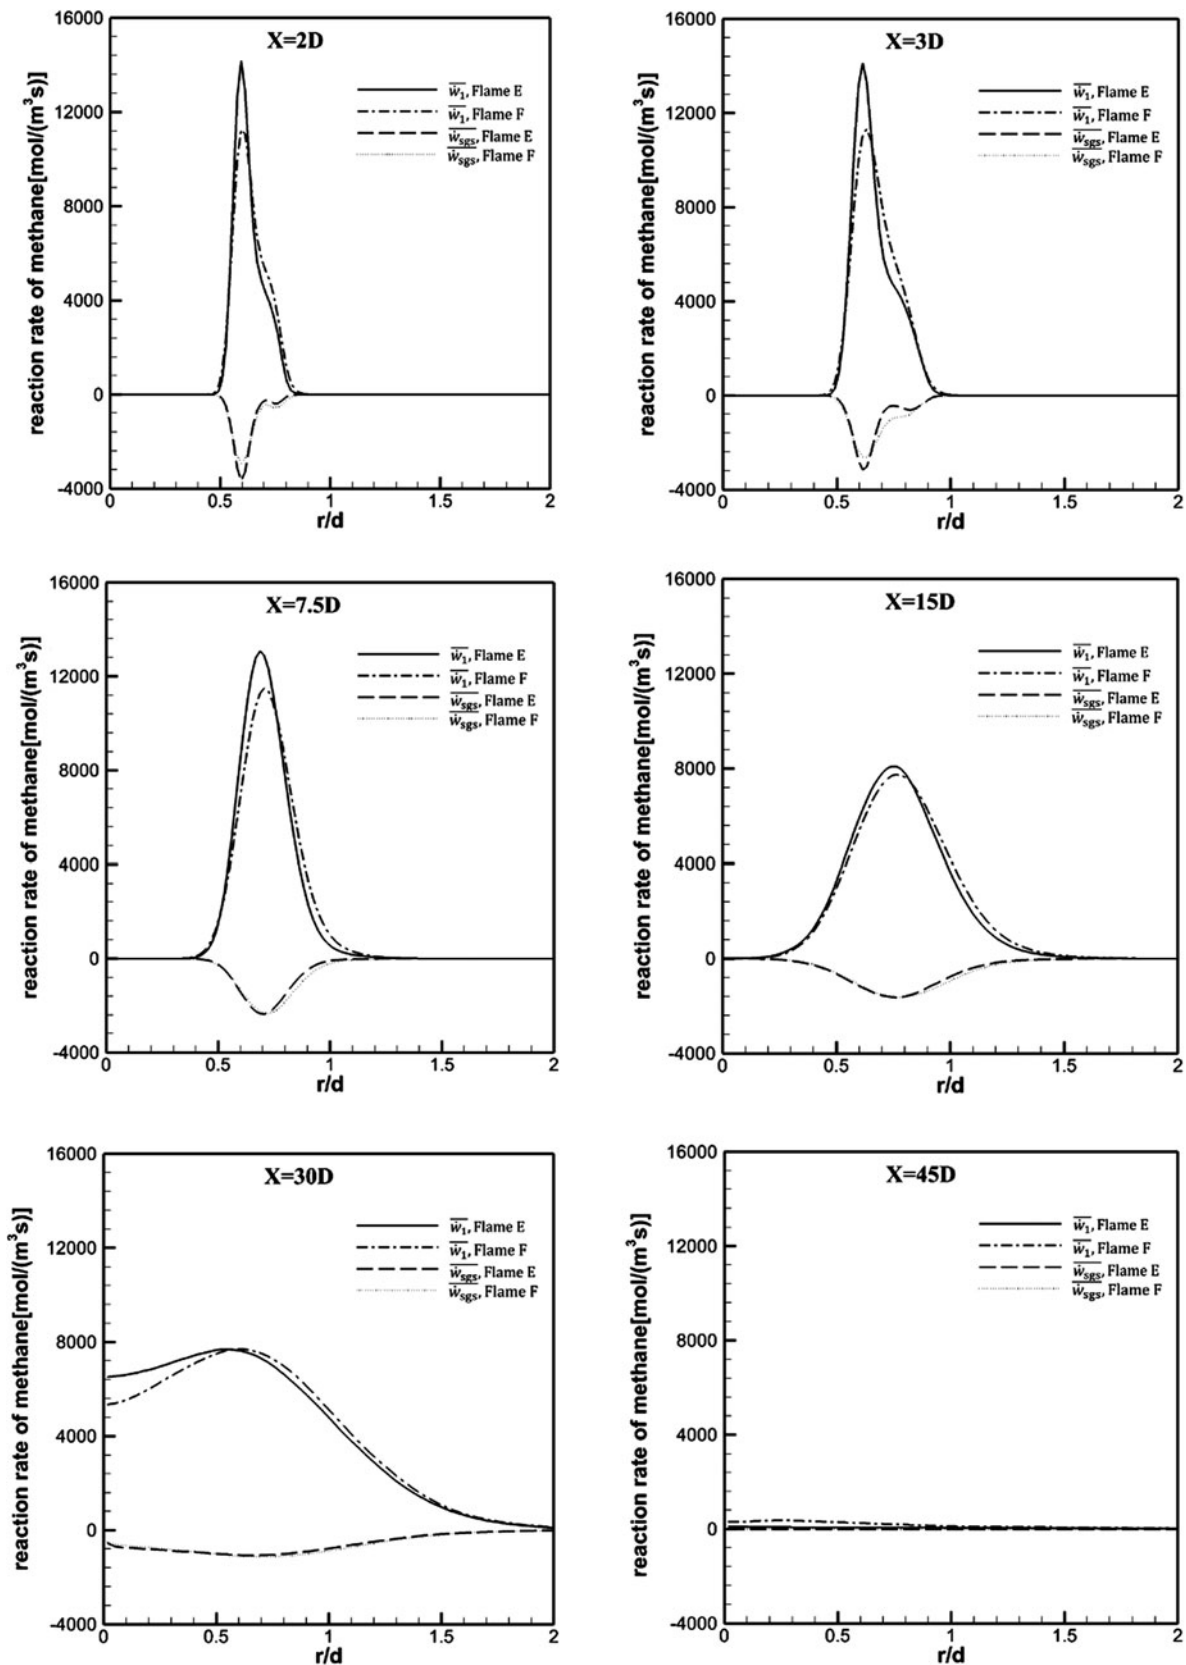 X=2D
reaction rate of methane[mol/(m³s)]
16000
12000
8000
4000
0
-4000
w̄̇₁, Flame E
w̄̇₁, Flame F
w̄̇sgs, Flame E
w̄̇sgs, Flame F
0 0.5 1 1.5 2
r/d
X=3D
reaction rate of methane[mol/(m³s)]
16000
12000
8000
4000
0
-4000
w̄̇₁, Flame E
w̄̇₁, Flame F
w̄̇sgs, Flame E
w̄̇sgs, Flame F
0 0.5 1 1.5 2
r/d
X=7.5D
reaction rate of methane[mol/(m³s)]
16000
12000
8000
4000
0
-4000
w̄̇₁, Flame E
w̄̇₁, Flame F
w̄̇sgs, Flame E
w̄̇sgs, Flame F
0 0.5 1 1.5 2
r/d
X=15D
reaction rate of methane[mol/(m³s)]
16000
12000
8000
4000
0
-4000
w̄̇₁, Flame E
w̄̇₁, Flame F
w̄̇sgs, Flame E
w̄̇sgs, Flame F
0 0.5 1 1.5 2
r/d
X=30D
reaction rate of methane[mol/(m³s)]
16000
12000
8000
4000
0
-4000
w̄̇₁, Flame E
w̄̇₁, Flame F
w̄̇sgs, Flame E
w̄̇sgs, Flame F
0 0.5 1 1.5 2
r/d
X=45D
reaction rate of methane[mol/(m³s)]
16000
12000
8000
4000
0
-4000
w̄̇₁, Flame E
w̄̇₁, Flame F
w̄̇sgs, Flame E
w̄̇sgs, Flame F
0 0.5 1 1.5 2
r/d